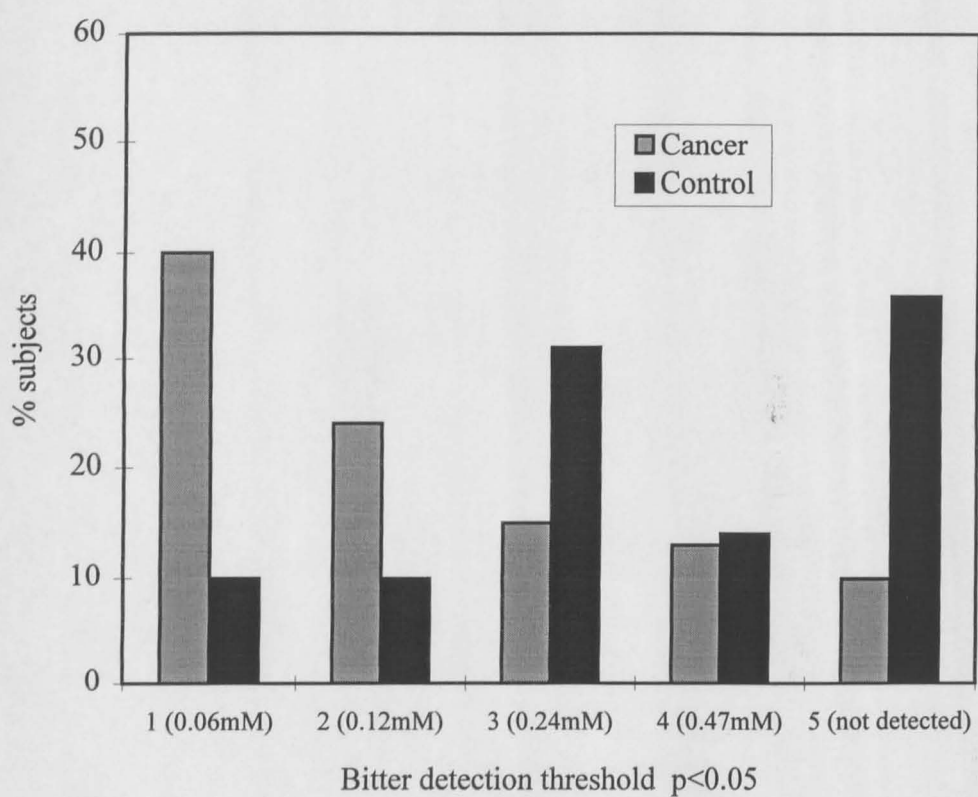 60
50
40
30
20
10
0
% subjects
Cancer
Control
1 (0.06mM) 2 (0.12mM) 3 (0.24mM) 4 (0.47mM) 5 (not detected)
Bitter detection threshold p<0.05